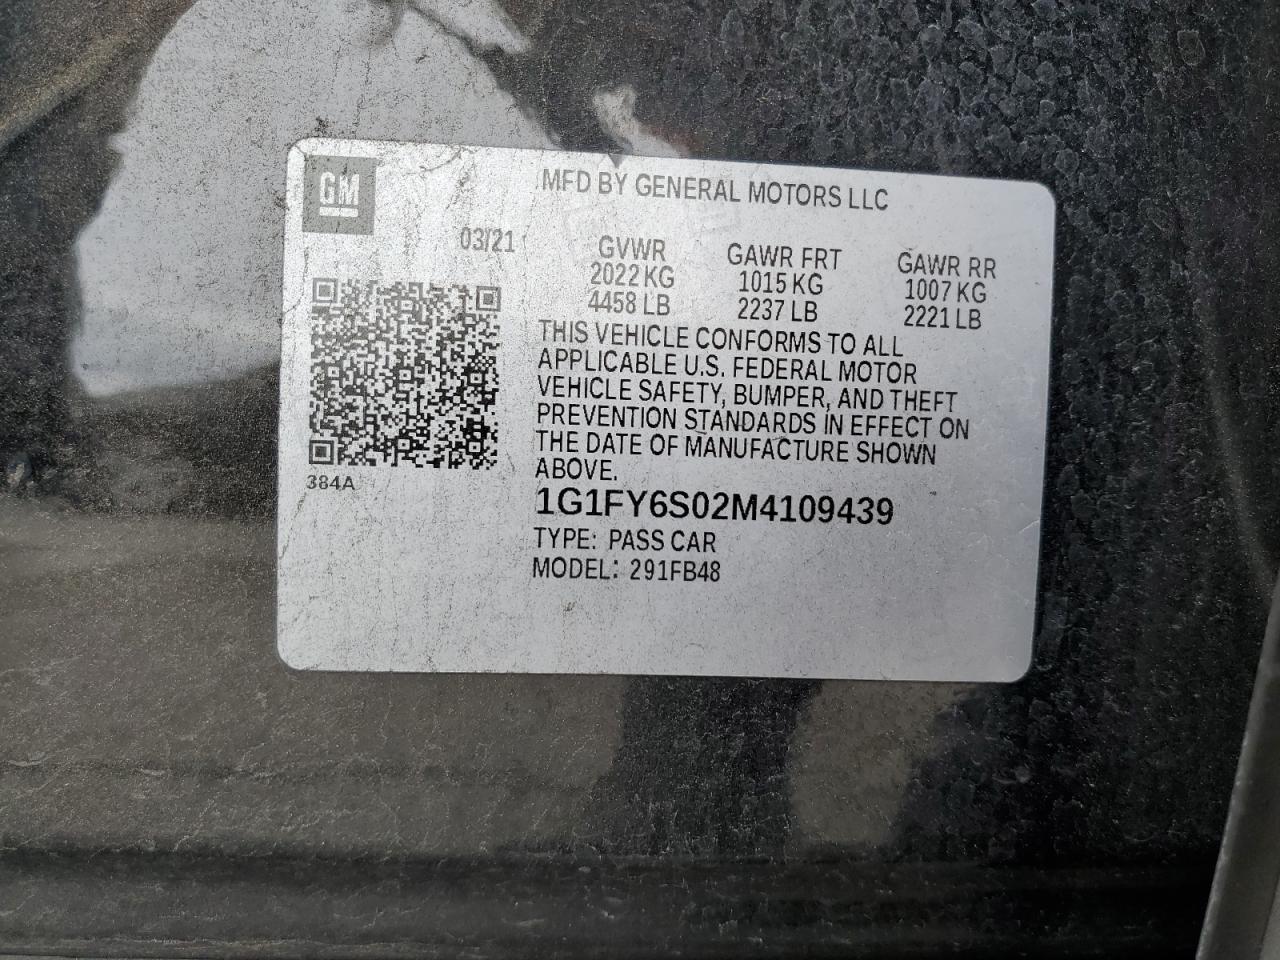 GM
MFD BY GENERAL MOTORS LLC
03/21
GVWR
2022 KG
4458 LB
GAWR FRT
1015 KG
2237 LB
GAWR RR
1007 KG
2221 LB
THIS VEHICLE CONFORMS TO ALL
APPLICABLE U.S. FEDERAL MOTOR
VEHICLE SAFETY, BUMPER, AND THEFT
PREVENTION STANDARDS IN EFFECT ON
THE DATE OF MANUFACTURE SHOWN
ABOVE.
384A
1G1FY6S02M4109439
TYPE: PASS CAR
MODEL: 291FB48